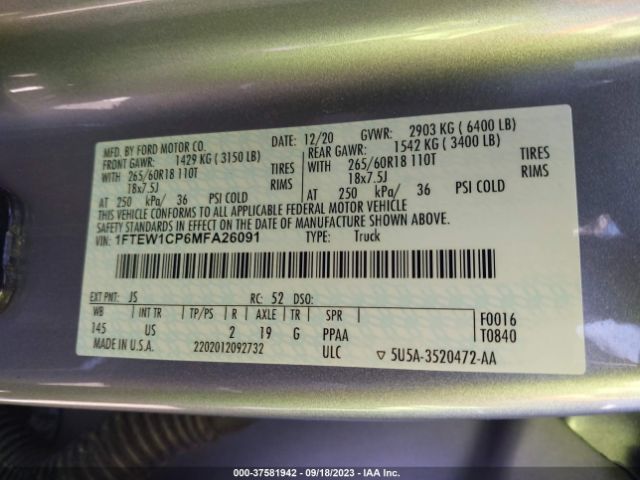 MFD. BY FORD MOTOR CO. DATE: 12/20 GVWR: 2903 KG ( 6400 LB)
FRONT GAWR: 1429 KG ( 3150 LB) REAR GAWR: 1542 KG ( 3400 LB)
WITH 265/60R18 110T TIRES WITH 265/60R18 110T TIRES
18x7.5J RIMS 18x7.5J RIMS
AT 250 kPa/ 36 PSI COLD AT 250 kPa/ 36 PSI COLD
THIS VEHICLE CONFORMS TO ALL APPLICABLE FEDERAL MOTOR VEHICLE
SAFETY STANDARDS IN EFFECT ON THE DATE OF MANUFACTURE SHOWN ABOVE.
VIN: 1FTEW1CP6MFA26091 TYPE: Truck
EXT PNT: JS RC: 52 DSO:
WB INT TR TP/PS R AXLE TR SPR F0016
145 US 2 19 G PPAA T0840
MADE IN U.S.A. 2202012092732 ULC ▽ 5U5A-3520472-AA
000-37581942 - 09/18/2023 - IAA Inc.